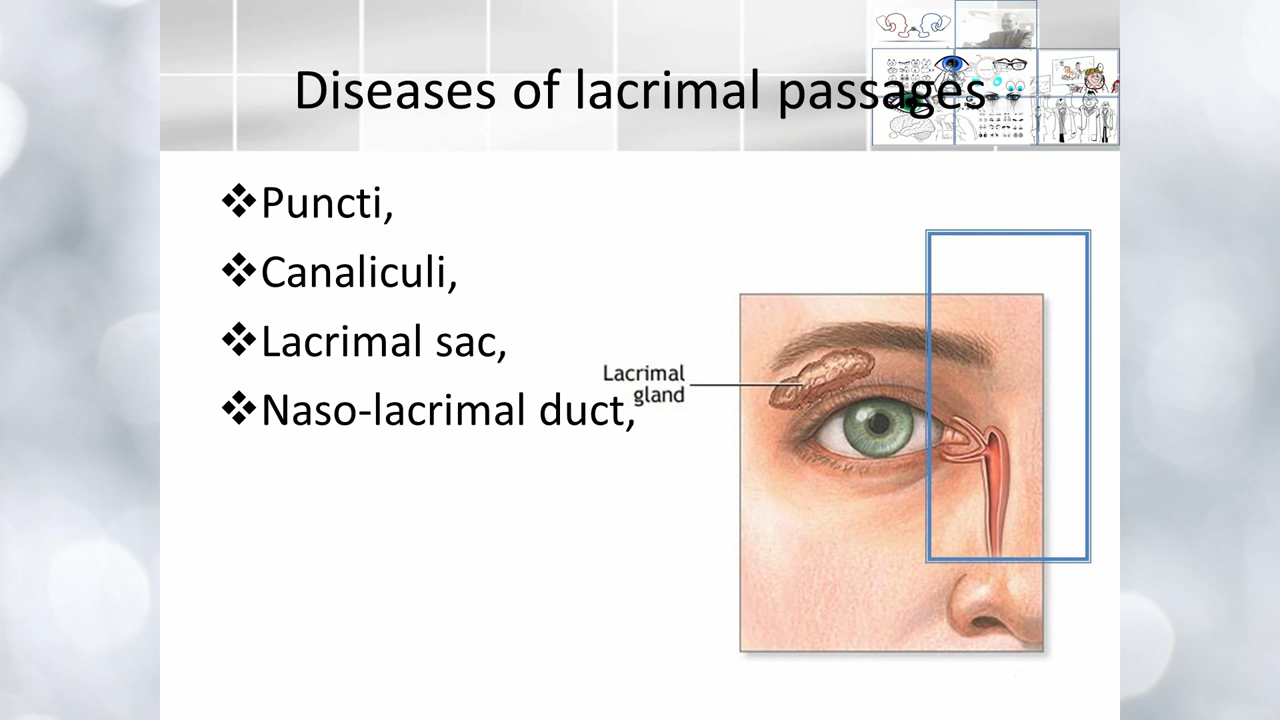 Diseases of lacrimal passages
❖Puncti,
❖Canaliculi,
❖Lacrimal sac,
❖Naso-lacrimal duct,
Lacrimal
gland